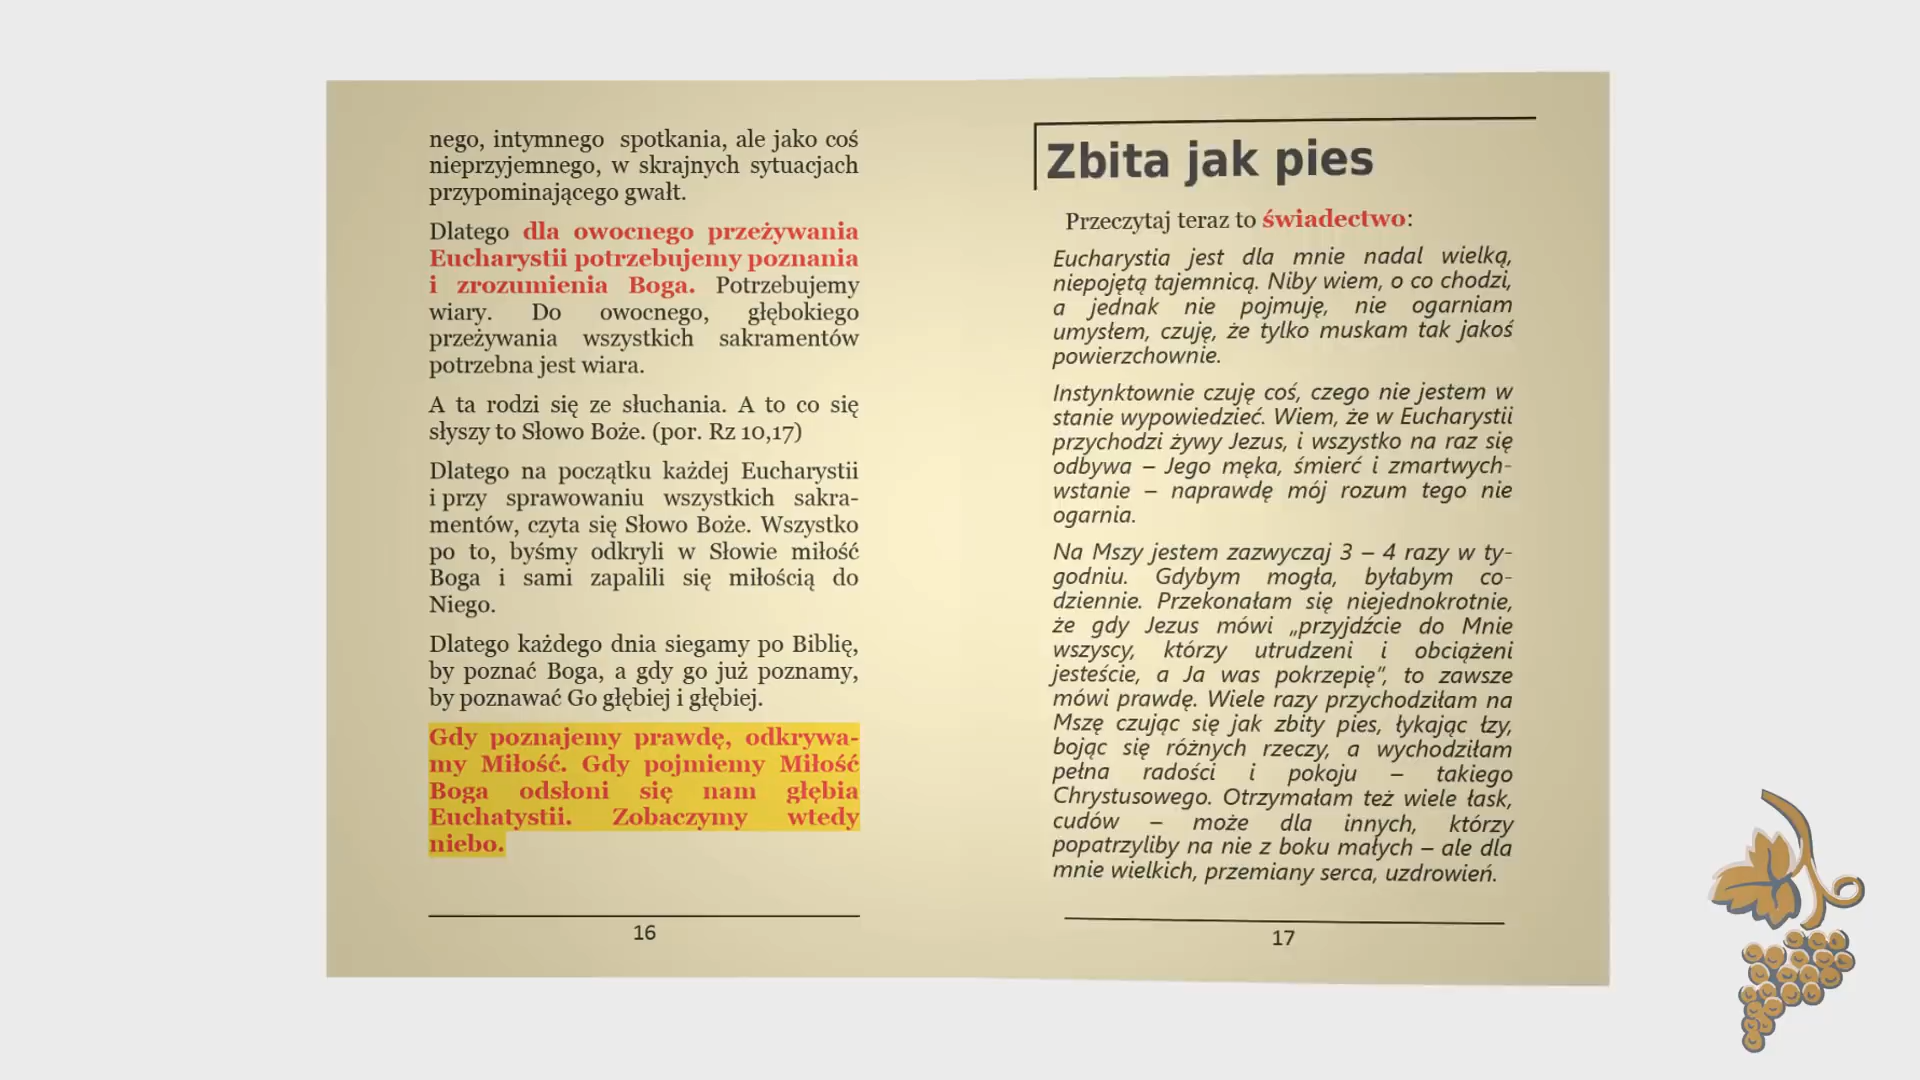 nego, intymnego spotkania, ale jako coś
nieprzyjemnego, w skrajnych sytuacjach
przypominającego gwałt.
Dlatego dla owocnego przeżywania
Eucharystii potrzebujemy poznania
i zrozumienia Boga. Potrzebujemy
wiary. Do owocnego, głębokiego
przeżywania wszystkich sakramentów
potrzebna jest wiara.
A ta rodzi się ze słuchania. A to co się
słyszy to Słowo Boże. (por. Rz 10,17)
Dlatego na początku każdej Eucharystii
i przy sprawowaniu wszystkich sakra-
mentów, czyta się Słowo Boże. Wszystko
po to, byśmy odkryli w Słowie miłość
Boga i sami zapalili się miłością do
Niego.
Dlatego każdego dnia siegamy po Biblię,
by poznać Boga, a gdy go już poznamy,
by poznawać Go głębiej i głębiej.
Gdy poznajemy prawdę, odkrywa-
my Miłość. Gdy pojmiemy Miłość
Boga odsłoni się nam głębia
Euchatystii. Zobaczymy wtedy
niebo.
16
Zbita jak pies
Przeczytaj teraz to świadectwo:
Eucharystia jest dla mnie nadal wielką,
niepojętą tajemnicą. Niby wiem, o co chodzi,
a jednak nie pojmuję, nie ogarniam
umysłem, czuję, że tylko muskam tak jakoś
powierzchownie.
Instynktownie czuję coś, czego nie jestem w
stanie wypowiedzieć. Wiem, że w Eucharystii
przychodzi żywy Jezus, i wszystko na raz się
odbywa – Jego męka, śmierć i zmartwych-
wstanie – naprawdę mój rozum tego nie
ogarnia.
Na Mszy jestem zazwyczaj 3 – 4 razy w ty-
godniu. Gdybym mogła, byłabym co-
dziennie. Przekonałam się niejednokrotnie,
że gdy Jezus mówi „przyjdźcie do Mnie
wszyscy, którzy utrudzeni i obciążeni
jesteście, a Ja was pokrzepię”, to zawsze
mówi prawdę. Wiele razy przychodziłam na
Mszę czując się jak zbity pies, łykając łzy,
bojąc się różnych rzeczy, a wychodziłam
pełna radości i pokoju – takiego
Chrystusowego. Otrzymałam też wiele łask,
cudów – może dla innych, którzy
popatrzyliby na nie z boku małych – ale dla
mnie wielkich, przemiany serca, uzdrowień.
17